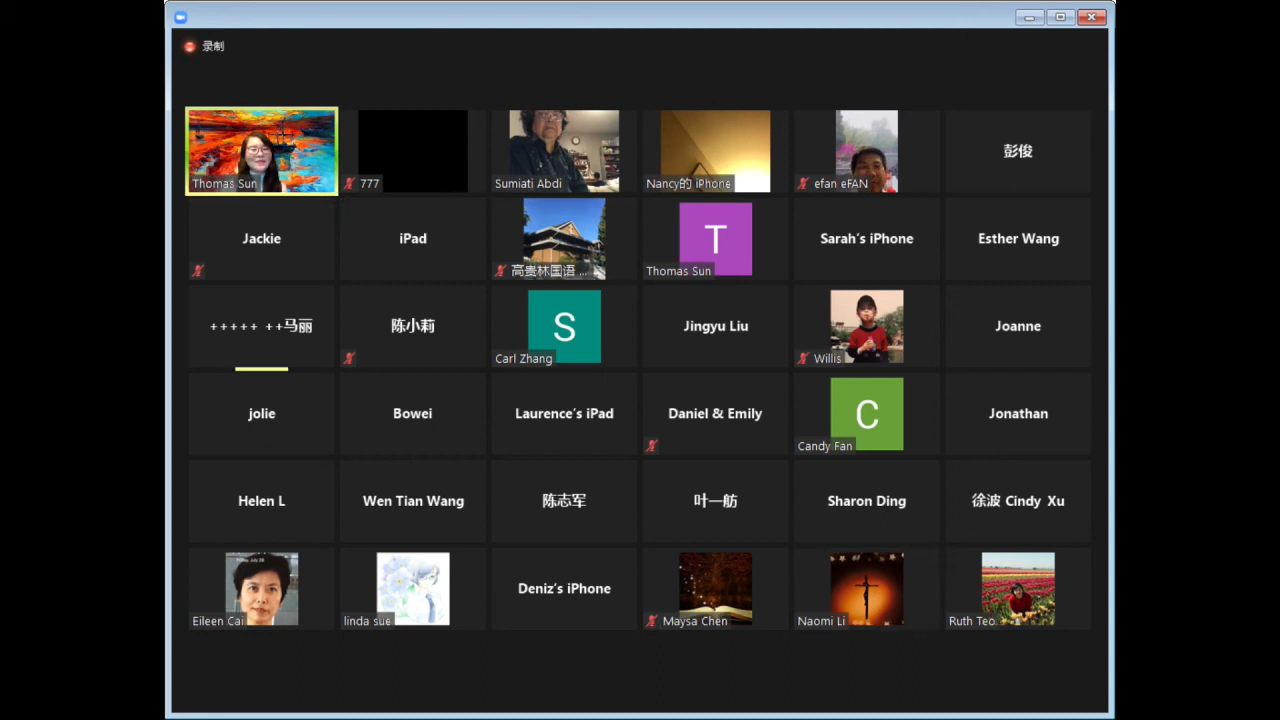 录制
Thomas Sun
777
Sumiati Abdi
Nancy的 iPhone
efan eFAN
彭俊
Jackie
iPad
高贵林国语 ...
T
Thomas Sun
Sarah's iPhone
Esther Wang
+++++ ++马丽
陈小莉
S
Carl Zhang
Jingyu Liu
Willis
Joanne
jolie
Bowei
Laurence's iPad
Daniel & Emily
C
Candy Fan
Jonathan
Helen L
Wen Tian Wang
陈志军
叶一舫
Sharon Ding
徐波 Cindy Xu
Friday, July 28
Eileen Cai
linda sue
Deniz's iPhone
Maysa Chen
Naomi Li
Ruth Teo